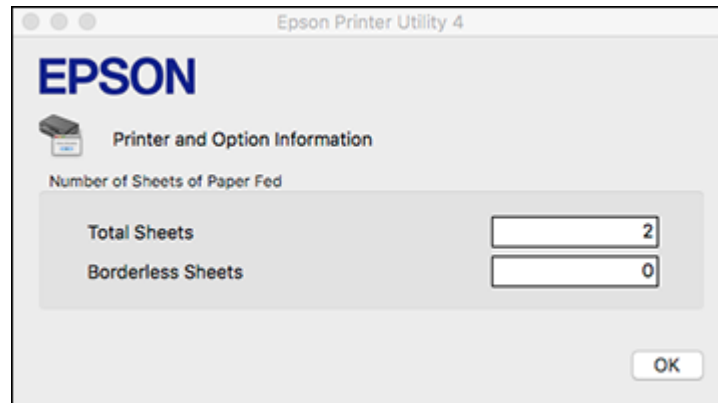 Epson Printer Utility 4
EPSON
Printer and Option Information
Number of Sheets of Paper Fed
Total Sheets 2
Borderless Sheets 0
OK